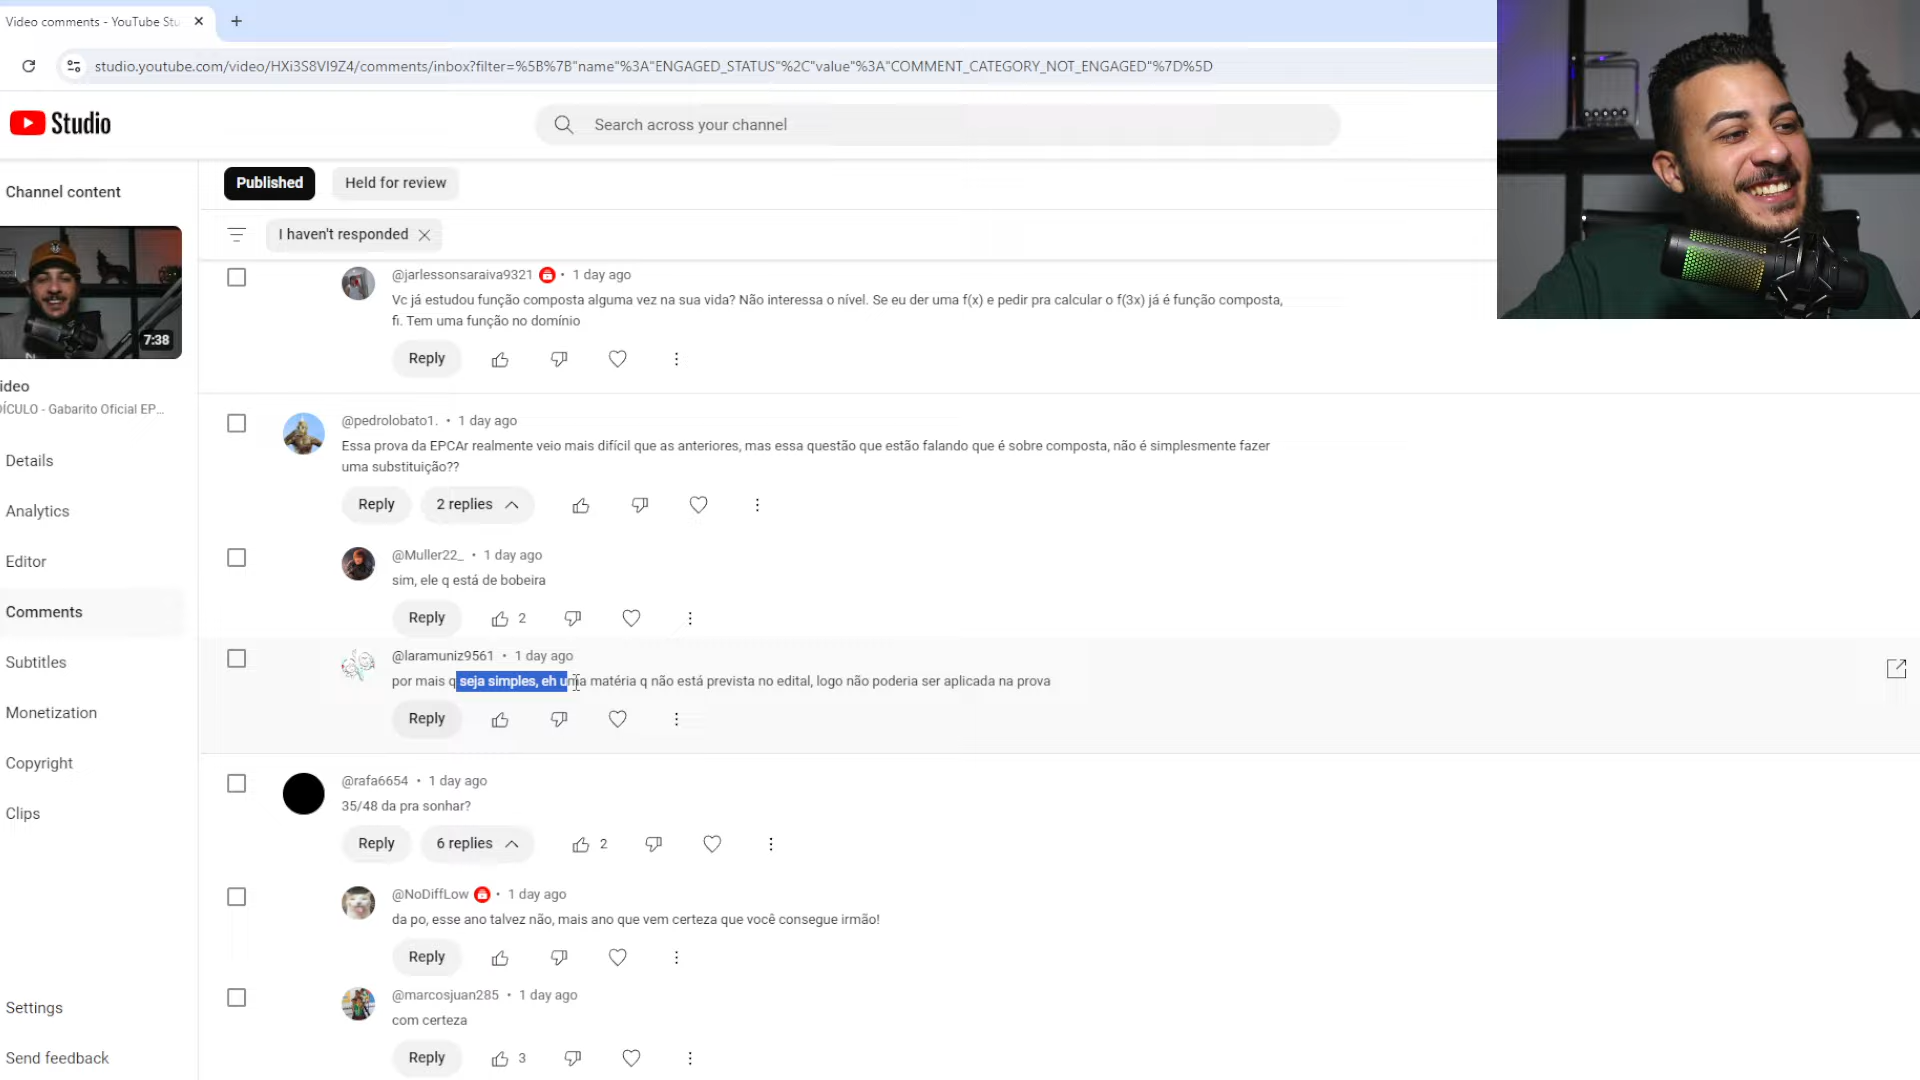 Video comments - YouTube Stu
studio.youtube.com/video/HXi3S8VI9Z4/comments/inbox?filter=%5B%7B"name"%3A"ENGAGED_STATUS"%2C"value"%3A"COMMENT_CATEGORY_NOT_ENGAGED"%7D%5D
Studio
Search across your channel
Channel content
7:38
ideo
DÍCULO - Gabarito Oficial EP...
Details
Analytics
Editor
Comments
Subtitles
Monetization
Copyright
Clips
Settings
Send feedback
Published
Held for review
I haven't responded
@jarlessonsaraiva9321 • 1 day ago
Vc já estudou função composta alguma vez na sua vida? Não interessa o nível. Se eu der uma f(x) e pedir pra calcular o f(3x) já é função composta,
fi. Tem uma função no domínio
Reply
@pedrolobato1. • 1 day ago
Essa prova da EPCAr realmente veio mais difícil que as anteriores, mas essa questão que estão falando que é sobre composta, não é simplesmente fazer
uma substituição??
Reply 2 replies
@Muller22_ • 1 day ago
sim, ele q está de bobeira
Reply 2
@laramuniz9561 • 1 day ago
por mais q seja simples, eh uma matéria q não está prevista no edital, logo não poderia ser aplicada na prova
Reply
@rafa6654 • 1 day ago
35/48 da pra sonhar?
Reply 6 replies 2
@NoDiffLow • 1 day ago
da po, esse ano talvez não, mais ano que vem certeza que você consegue irmão!
Reply
@marcosjuan285 • 1 day ago
com certeza
Reply 3